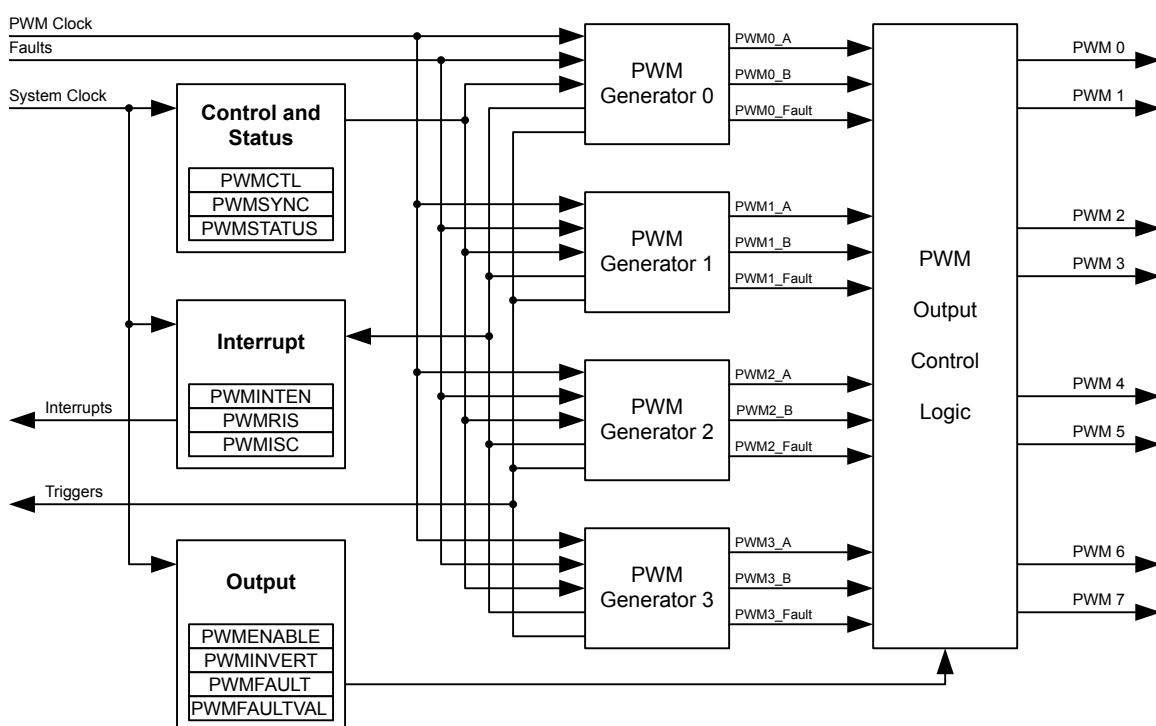 PWM Clock
Faults
System Clock
Control and
Status
PWMCTL
PWMSYNC
PWMSTATUS
Interrupt
PWMINTEN
PWMRIS
PWMISC
Interrupts
Triggers
Output
PWMENABLE
PWMINVERT
PWMFAULT
PWMFAULTVAL
PWM
Generator 0
PWM0_A
PWM0_B
PWM0_Fault
PWM
Generator 1
PWM1_A
PWM1_B
PWM1_Fault
PWM
Generator 2
PWM2_A
PWM2_B
PWM2_Fault
PWM
Generator 3
PWM3_A
PWM3_B
PWM3_Fault
PWM
Output
Control
Logic
PWM 0
PWM 1
PWM 2
PWM 3
PWM 4
PWM 5
PWM 6
PWM 7